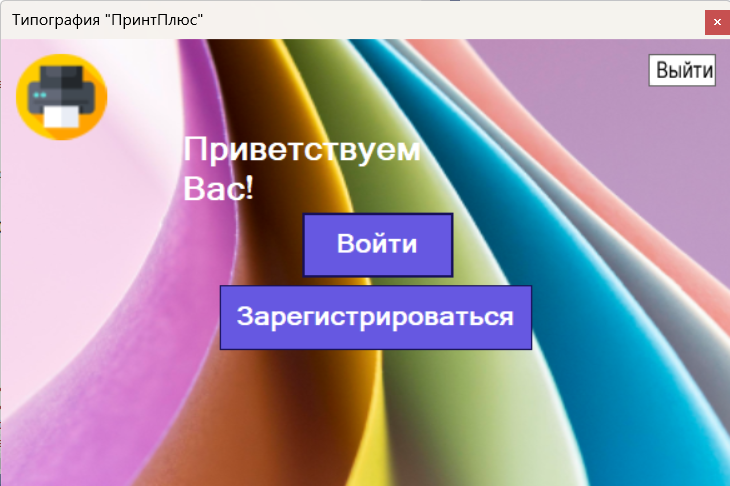 Типография "ПринтПлюс"
Выйти
Приветствуем
Вас!
Войти
Зарегистрироваться